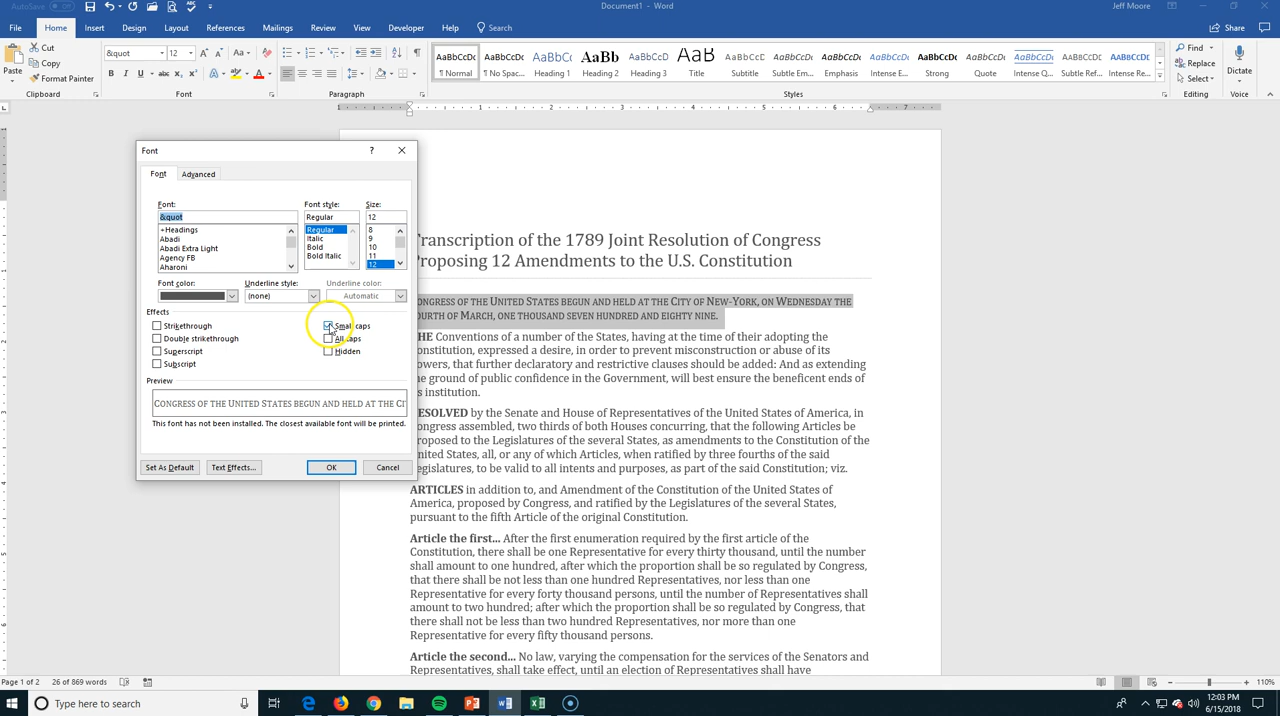 AutoSave Off
Document1 - Word
Jeff Moore
File Home Insert Draw Design Layout References Mailings Review View Developer Help Search Share
Paste Cut Copy Format Painter
&quot 12
Normal No Spac... Heading 1 Heading 2 Heading 3 Title Subtitle Subtle Em... Emphasis Intense E... Strong Quote Intense Q... Subtle Ref... Intense Re...
Find Replace Select Dictate
Clipboard Font Paragraph Styles Editing Voice
Font
Font Advanced
Font: Font style: Size:
&quot Regular 12
+Headings Regular 8
Abadi Italic 9
Abadi Extra Light Bold 10
Agency FB Bold Italic 11
Aharoni 12
Font color: Underline style: Underline color:
(none) Automatic
Effects
Strikethrough Small caps
Double strikethrough All caps
Superscript Hidden
Subscript
Preview
CONGRESS OF THE UNITED STATES BEGUN AND HELD AT THE CI
This font has not been installed. The closest available font will be printed.
Set As Default Text Effects... OK Cancel
Transcription of the 1789 Joint Resolution of Congress
Proposing 12 Amendments to the U.S. Constitution
CONGRESS OF THE UNITED STATES BEGUN AND HELD AT THE CITY OF NEW-YORK, ON WEDNESDAY THE
FOURTH OF MARCH, ONE THOUSAND SEVEN HUNDRED AND EIGHTY NINE.
THE Conventions of a number of the States, having at the time of their adopting the
Constitution, expressed a desire, in order to prevent misconstruction or abuse of its
powers, that further declaratory and restrictive clauses should be added: And as extending
the ground of public confidence in the Government, will best ensure the beneficent ends of
its institution.
RESOLVED by the Senate and House of Representatives of the United States of America, in
Congress assembled, two thirds of both Houses concurring, that the following Articles be
proposed to the Legislatures of the several States, as amendments to the Constitution of the
United States, all, or any of which Articles, when ratified by three fourths of the said
Legislatures, to be valid to all intents and purposes, as part of the said Constitution; viz.
ARTICLES in addition to, and Amendment of the Constitution of the United States of
America, proposed by Congress, and ratified by the Legislatures of the several States,
pursuant to the fifth Article of the original Constitution.
Article the first... After the first enumeration required by the first article of the
Constitution, there shall be one Representative for every thirty thousand, until the number
shall amount to one hundred, after which the proportion shall be so regulated by Congress,
that there shall be not less than one hundred Representatives, nor less than one
Representative for every forty thousand persons, until the number of Representatives shall
amount to two hundred; after which the proportion shall be so regulated by Congress, that
there shall not be less than two hundred Representatives, nor more than one
Representative for every fifty thousand persons.
Article the second... No law, varying the compensation for the services of the Senators and
Representatives, shall take effect, until an election of Representatives shall have
Page 1 of 2 26 of 869 words 110%
Type here to search
12:03 PM
6/15/2018